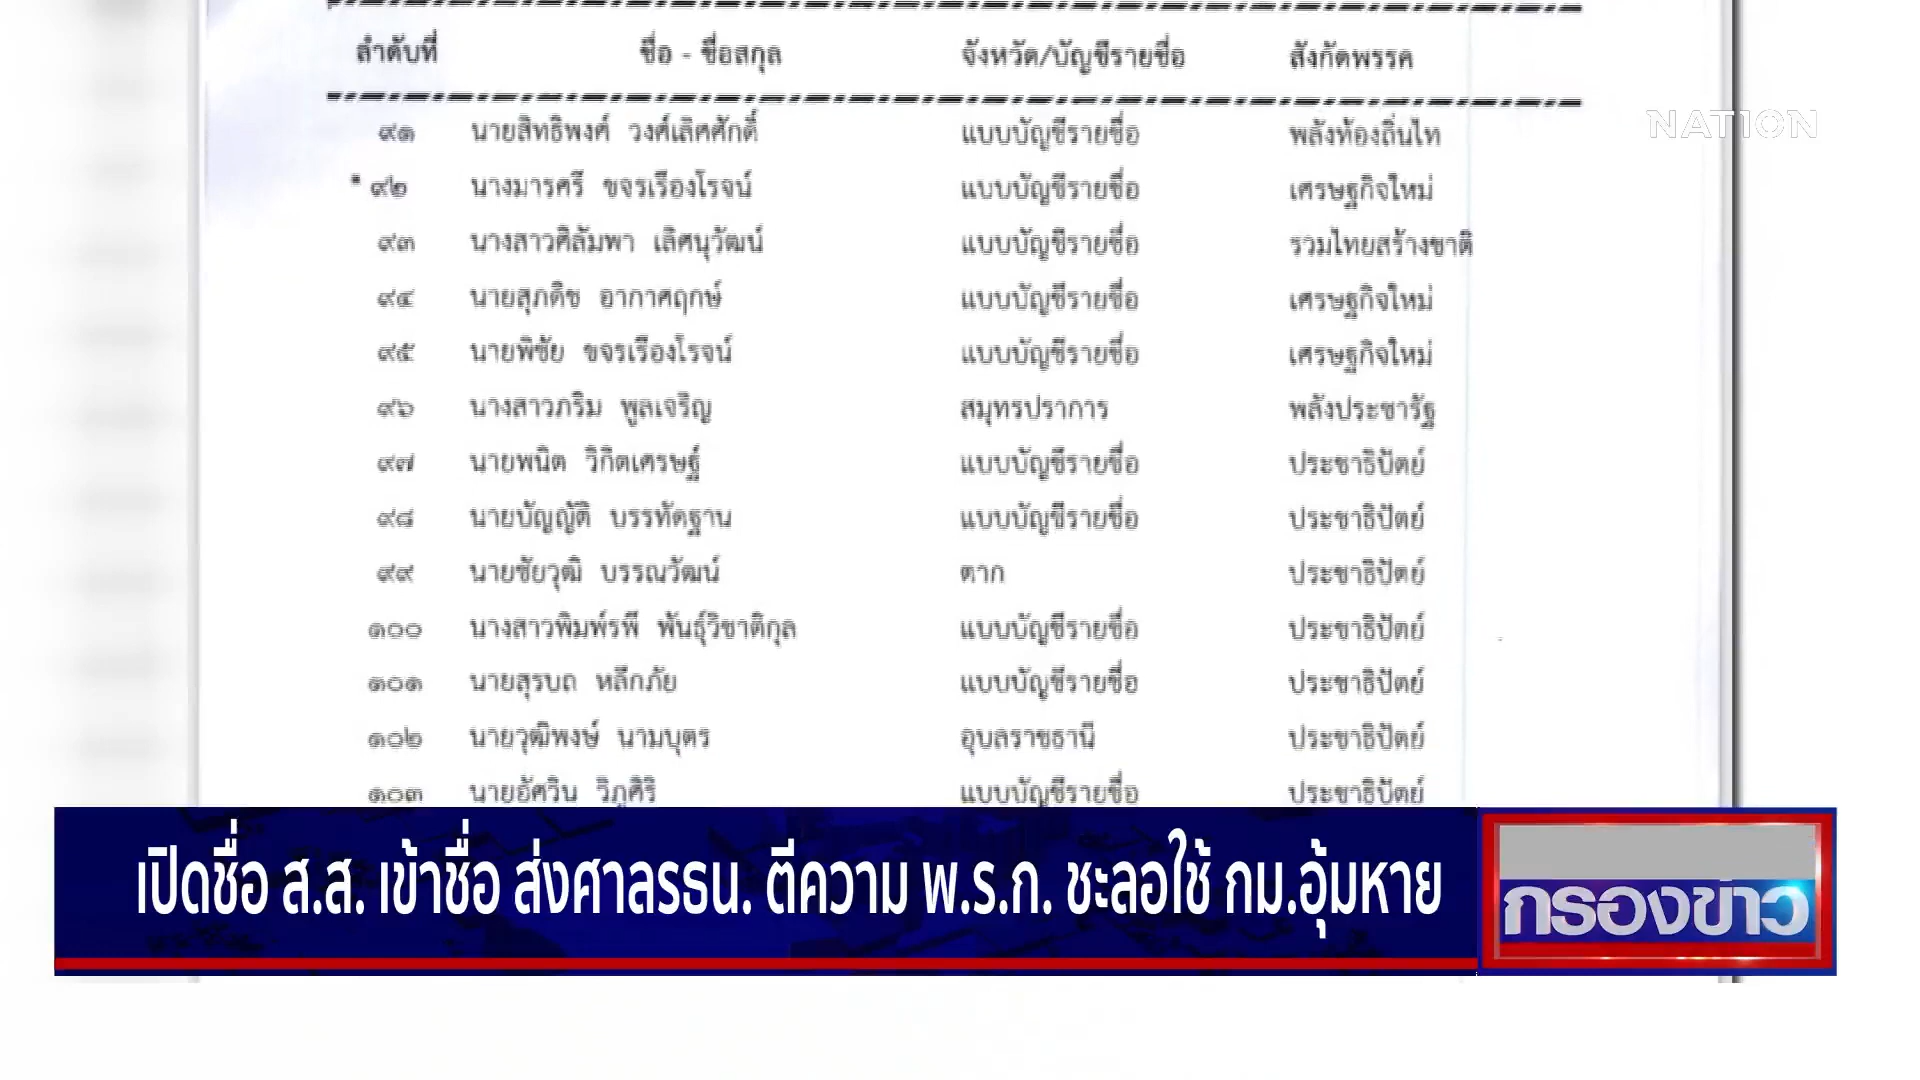 ลำดับที่ ชื่อ - ชื่อสกุล จังหวัด/บัญชีรายชื่อ สังกัดพรรค
NATION
๙๑ นายสิทธิพงศ์ วงศ์เลิศศักดิ์ แบบบัญชีรายชื่อ พลังท้องถิ่นไท
* ๙๒ นางมารศรี ขจรเรืองโรจน์ แบบบัญชีรายชื่อ เศรษฐกิจใหม่
๙๓ นางสาวศิลัมพา เลิศนุวัฒน์ แบบบัญชีรายชื่อ รวมไทยสร้างชาติ
๙๔ นายสุภดิช อากาศฤกษ์ แบบบัญชีรายชื่อ เศรษฐกิจใหม่
๙๕ นายพิชัย ขจรเรืองโรจน์ แบบบัญชีรายชื่อ เศรษฐกิจใหม่
๙๖ นางสาวภริม พูลเจริญ สมุทรปราการ พลังประชารัฐ
๙๗ นายพนิต วิกิตเศรษฐ์ แบบบัญชีรายชื่อ ประชาธิปัตย์
๙๘ นายบัญญัติ บรรทัดฐาน แบบบัญชีรายชื่อ ประชาธิปัตย์
๙๙ นายชัยวุฒิ บรรณวัฒน์ ตาก ประชาธิปัตย์
๑๐๐ นางสาวพิมพ์รพี พันธุ์วิชาติกุล แบบบัญชีรายชื่อ ประชาธิปัตย์
๑๐๑ นายสุรบถ หลีกภัย แบบบัญชีรายชื่อ ประชาธิปัตย์
๑๐๒ นายวุฒิพงษ์ นามบุตร อุบลราชธานี ประชาธิปัตย์
๑๐๓ นายอัศวิน วิภูศิริ แบบบัญชีรายชื่อ ประชาธิปัตย์
เปิดชื่อ ส.ส. เข้าชื่อ ส่งศาลรธน. ตีความ พ.ร.ก. ชะลอใช้ กม.อุ้มหาย
กรองข่าว